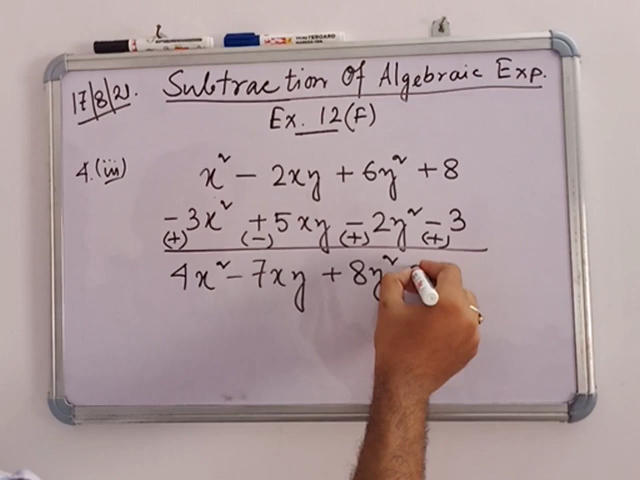 17/8/21. Subtraction Of Algebraic Exp.
Ex. 12(F)
4.(iii) x² - 2xy + 6y² + 8
-3x² +5xy -2y² -3
(+) (-) (+) (+)
4x² - 7xy + 8y²